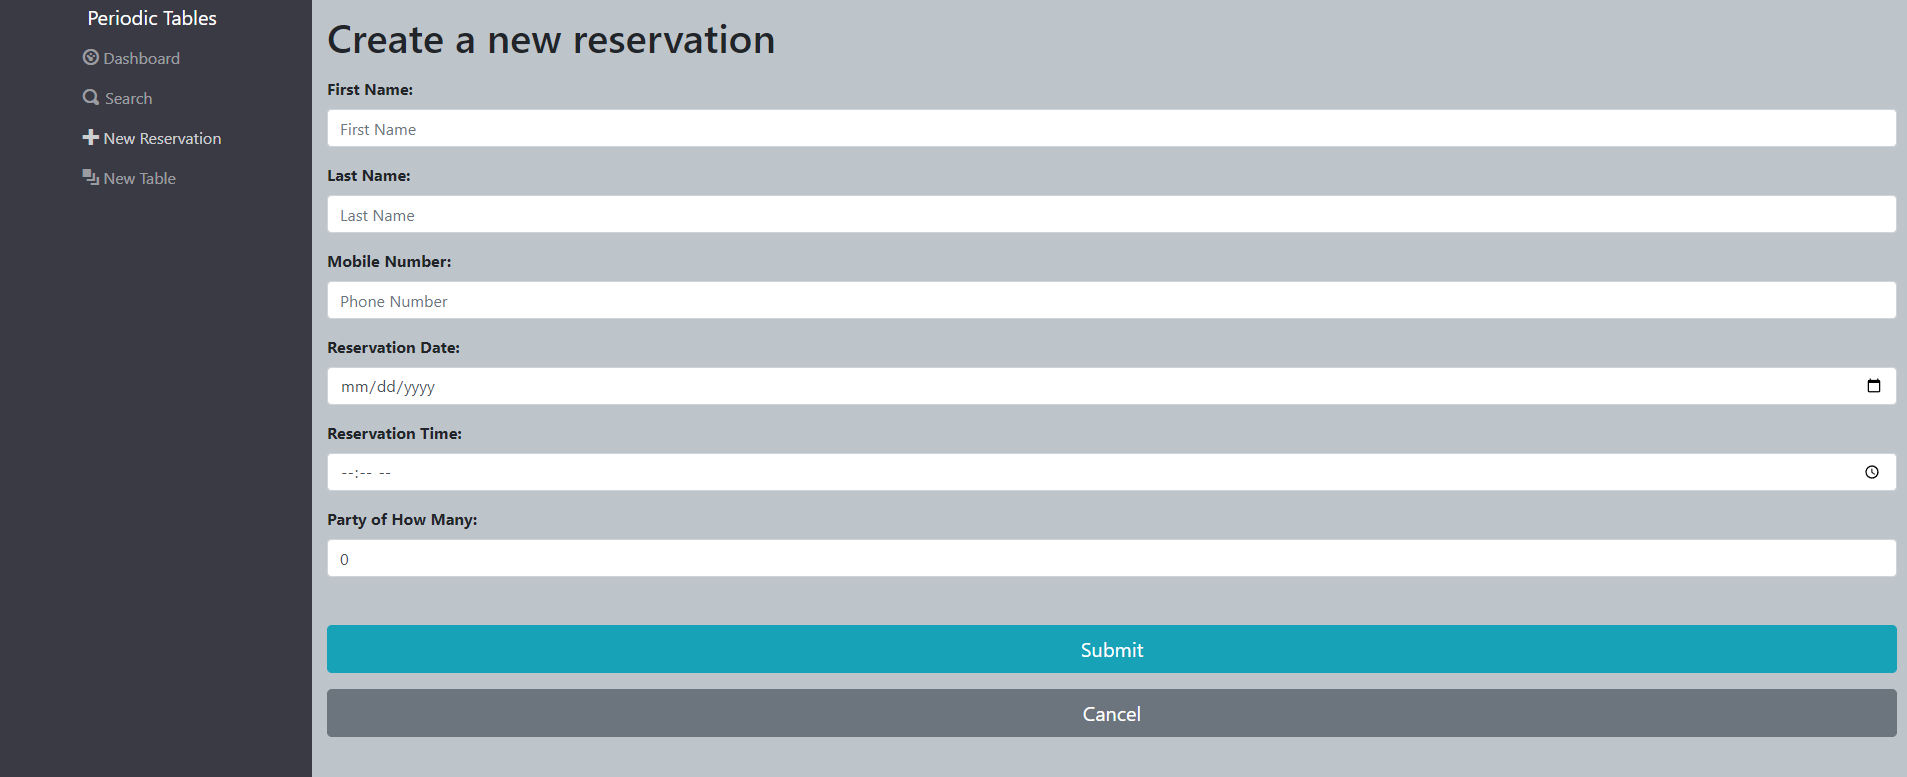 Periodic Tables
Dashboard
Search
New Reservation
New Table
Create a new reservation
First Name:
First Name
Last Name:
Last Name
Mobile Number:
Phone Number
Reservation Date:
mm/dd/yyyy
Reservation Time:
--:-- --
Party of How Many:
0
Submit
Cancel